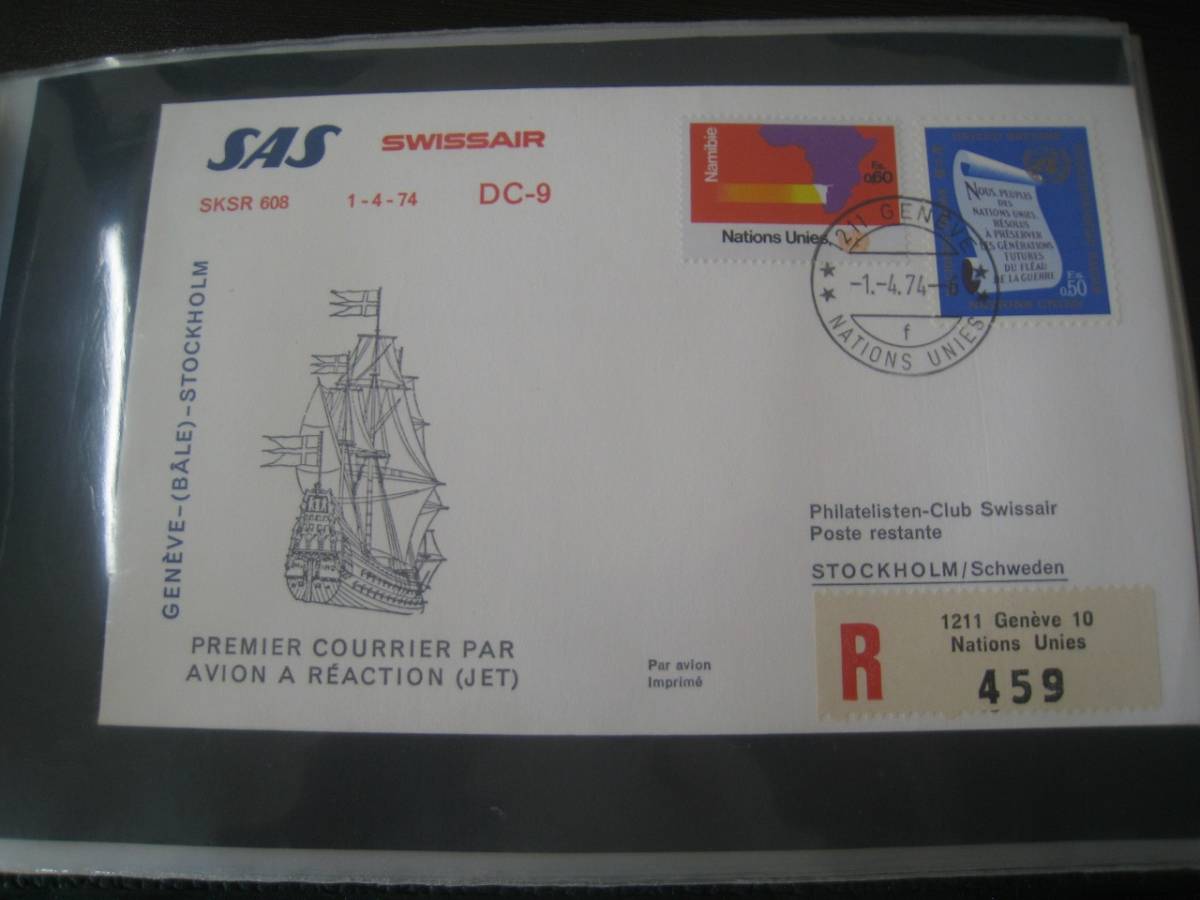 SAS SWISSAIR
SKSR 608 1-4-74 DC-9
GENÈVE-(BÂLE)-STOCKHOLM
PREMIER COURRIER PAR
AVION A RÉACTION (JET)
Par avion
Imprimé
Namibie
Fs.
0,60
Nations Unies
NOUS, PEUPLES
DES
NATIONS UNIES,
RÉSOLUS
À PRÉSERVER
LES GÉNÉRATIONS
FUTURES
DU FLÉAU
DE LA GUERRE
Fs.
0,50
1211 GENÈVE
-1.-4.74-6
f
NATIONS UNIES
Philatelisten-Club Swissair
Poste restante
STOCKHOLM/Schweden
R
1211 Genève 10
Nations Unies
459